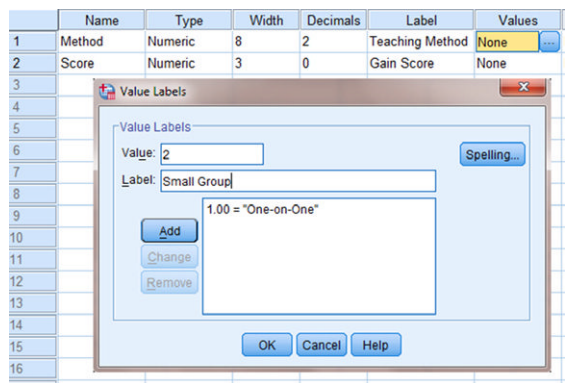 Name Type Width Decimals Label Values
1 Method Numeric 8 2 Teaching Method None ...
2 Score Numeric 3 0 Gain Score None
3 Value Labels x
4
5 Value Labels
6 Value: 2 Spelling...
7 Label: Small Group
8 1.00 = "One-on-One"
9 Add
10
11 Change
12 Remove
13
14
15 OK Cancel Help
16